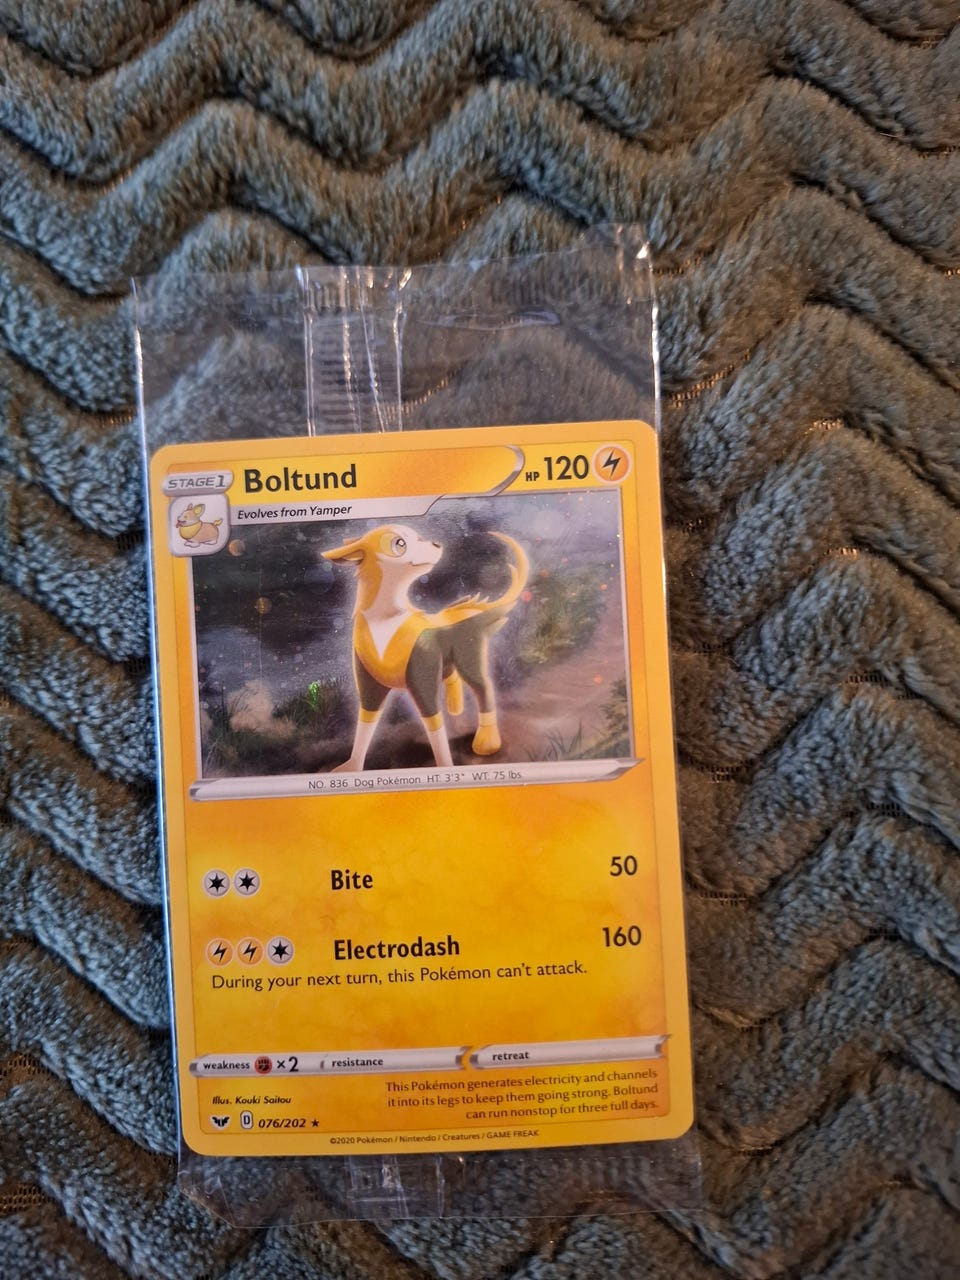 STAGE 1
Boltund
HP 120
Evolves from Yamper
NO. 836 Dog Pokémon HT: 3'3" WT: 75 lbs.
Bite 50
Electrodash 160
During your next turn, this Pokémon can't attack.
weakness ×2 resistance retreat
Illus. Kouki Saitou
This Pokémon generates electricity and channels
it into its legs to keep them going strong. Boltund
can run nonstop for three full days.
D 076/202 ★
©2020 Pokémon / Nintendo / Creatures / GAME FREAK